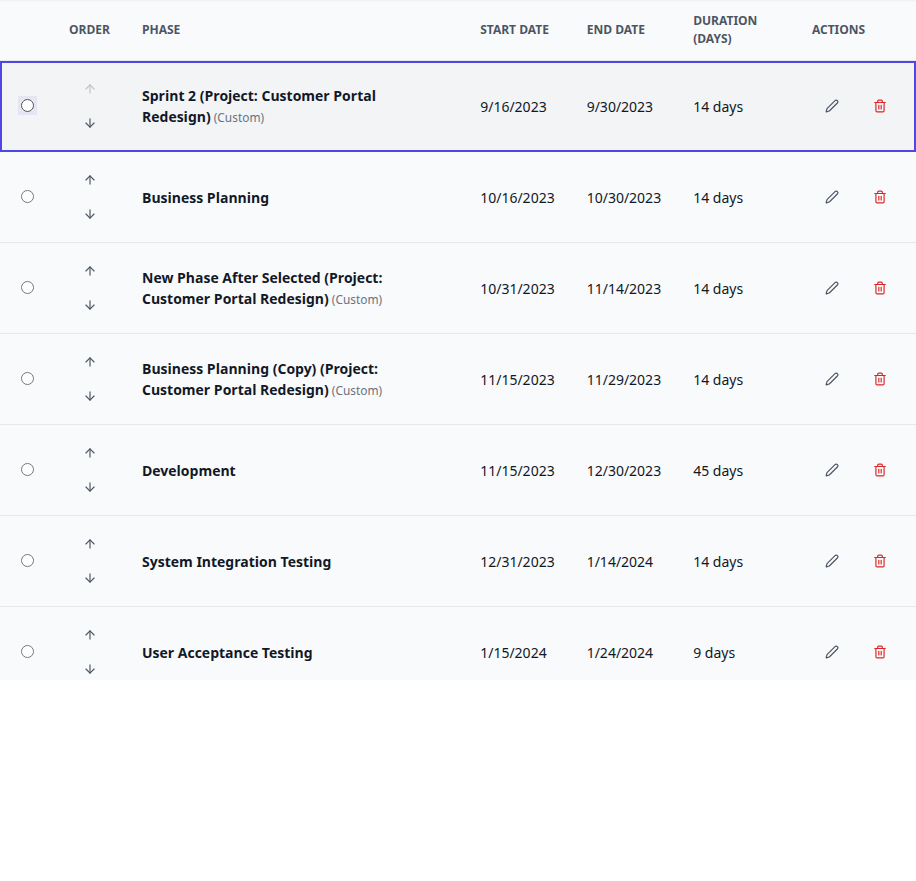 ORDER PHASE START DATE END DATE DURATION (DAYS) ACTIONS
Sprint 2 (Project: Customer Portal
Redesign) (Custom) 9/16/2023 9/30/2023 14 days
Business Planning 10/16/2023 10/30/2023 14 days
New Phase After Selected (Project:
Customer Portal Redesign) (Custom) 10/31/2023 11/14/2023 14 days
Business Planning (Copy) (Project:
Customer Portal Redesign) (Custom) 11/15/2023 11/29/2023 14 days
Development 11/15/2023 12/30/2023 45 days
System Integration Testing 12/31/2023 1/14/2024 14 days
User Acceptance Testing 1/15/2024 1/24/2024 9 days